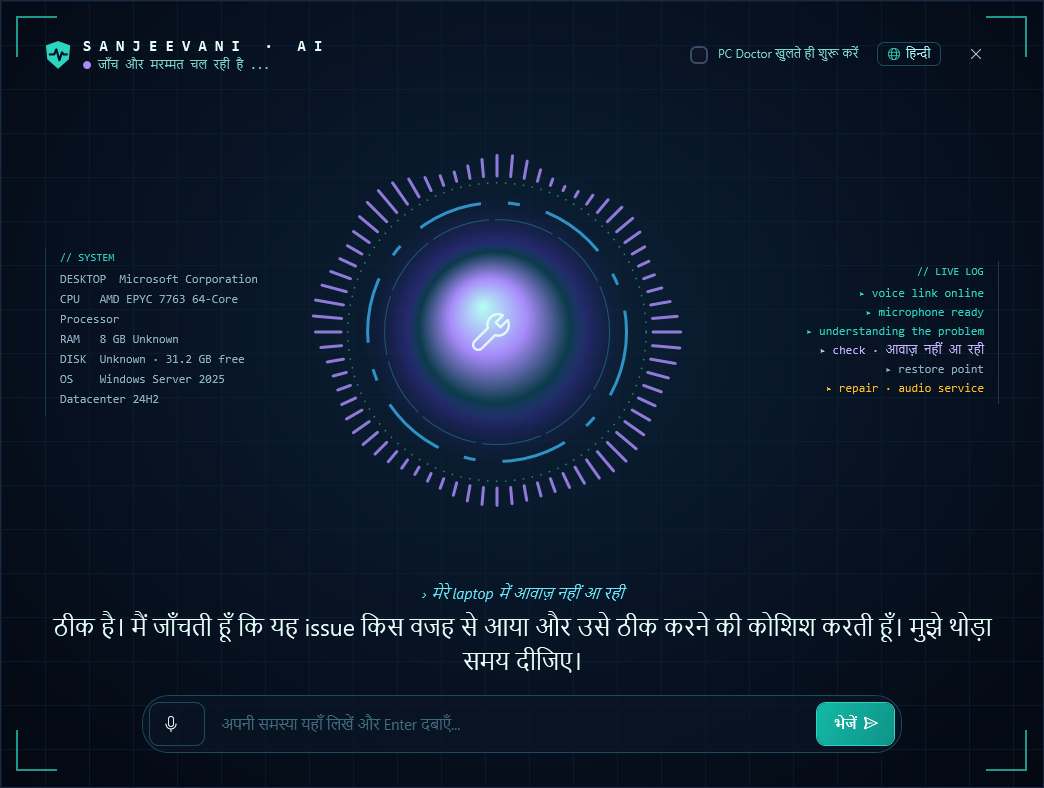 SANJEEVANI · AI
जाँच और मरम्मत चल रही है ...
PC Doctor खुलते ही शुरू करें
हिन्दी
// SYSTEM
DESKTOP Microsoft Corporation
CPU AMD EPYC 7763 64-Core
Processor
RAM 8 GB Unknown
DISK Unknown · 31.2 GB free
OS Windows Server 2025
Datacenter 24H2
// LIVE LOG
▸ voice link online
▸ microphone ready
▸ understanding the problem
▸ check · आवाज़ नहीं आ रही
▸ restore point
▸ repair · audio service
› मेरे laptop में आवाज़ नहीं आ रही
ठीक है। मैं जाँचती हूँ कि यह issue किस वजह से आया और उसे ठीक करने की कोशिश करती हूँ। मुझे थोड़ा
समय दीजिए।
अपनी समस्या यहाँ लिखें और Enter दबाएँ...
भेजें